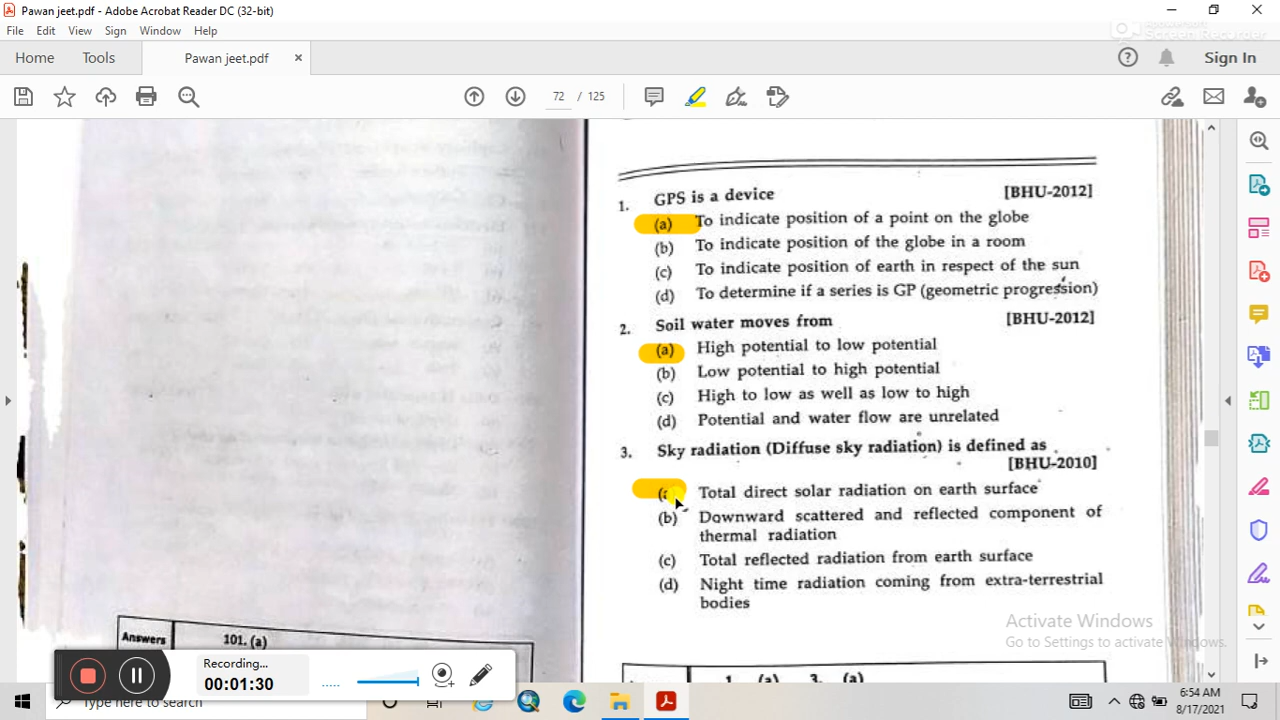 Pawan jeet.pdf - Adobe Acrobat Reader DC (32-bit)
File Edit View Sign Window Help
Screen Recorder
Home Tools Pawan jeet.pdf × Sign In
72 / 125
1. GPS is a device [BHU-2012]
(a) To indicate position of a point on the globe
(b) To indicate position of the globe in a room
(c) To indicate position of earth in respect of the sun
(d) To determine if a series is GP (geometric progression)
2. Soil water moves from [BHU-2012]
(a) High potential to low potential
(b) Low potential to high potential
(c) High to low as well as low to high
(d) Potential and water flow are unrelated
3. Sky radiation (Diffuse sky radiation) is defined as
[BHU-2010]
(a) Total direct solar radiation on earth surface
(b) Downward scattered and reflected component of
thermal radiation
(c) Total reflected radiation from earth surface
(d) Night time radiation coming from extra-terrestrial
bodies
Activate Windows
Go to Settings to activate Windows.
Answers 101. (a)
1. (a) 3. (a)
Recording...
00:01:30
Type here to search
6:54 AM
8/17/2021